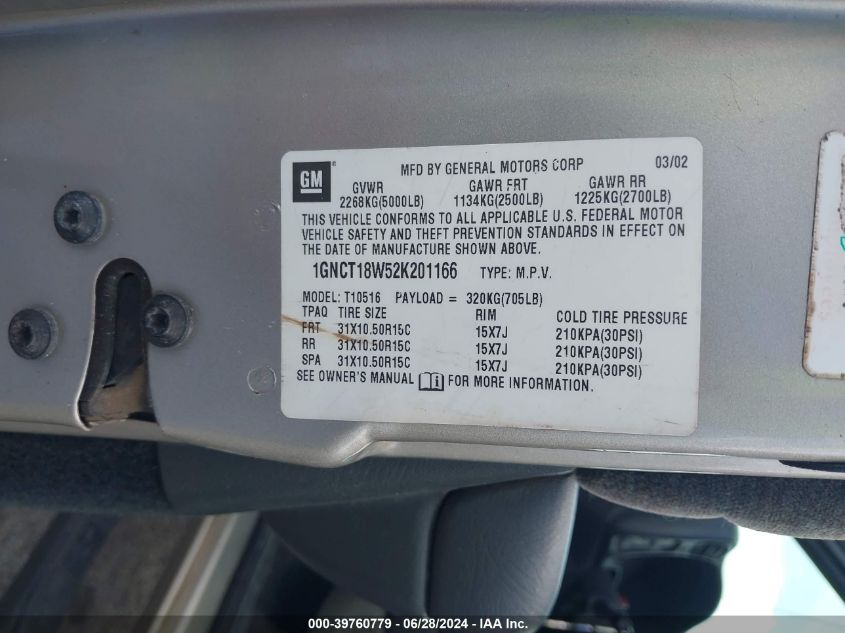 GM®
MFD BY GENERAL MOTORS CORP 03/02
GVWR GAWR FRT GAWR RR
2268KG(5000LB) 1134KG(2500LB) 1225KG(2700LB)
THIS VEHICLE CONFORMS TO ALL APPLICABLE U.S. FEDERAL MOTOR
VEHICLE SAFETY AND THEFT PREVENTION STANDARDS IN EFFECT ON
THE DATE OF MANUFACTURE SHOWN ABOVE.
1GNCT18W52K201166 TYPE: M.P.V.
MODEL: T10516 PAYLOAD = 320KG(705LB)
TPAQ TIRE SIZE RIM COLD TIRE PRESSURE
FRT 31X10.50R15C 15X7J 210KPA(30PSI)
RR 31X10.50R15C 15X7J 210KPA(30PSI)
SPA 31X10.50R15C 15X7J 210KPA(30PSI)
SEE OWNER'S MANUAL FOR MORE INFORMATION.
000-39760779 / 06/28/2024 - IAA Inc.